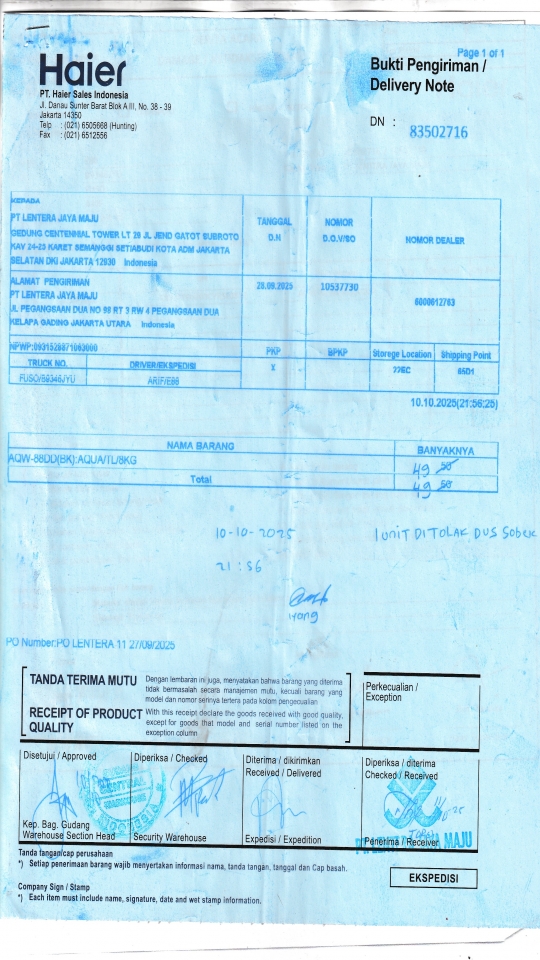 Page 1 of 1
Haier
PT. Haier Sales Indonesia
Jl. Danau Sunter Barat Blok A III, No. 38 - 39
Jakarta 14350
Telp : (021) 6505668 (Hunting)
Fax : (021) 6512556
Bukti Pengiriman /
Delivery Note
DN : 83502716
KEPADA
PT LENTERA JAYA MAJU
GEDUNG CENTENNIAL TOWER LT 29 JL JEND GATOT SUBROTO
KAV 24-25 KARET SEMANGGI SETIABUDI KOTA ADM JAKARTA
SELATAN DKI JAKARTA 12930 Indonesia
TANGGAL
D.N
NOMOR
D.O.V/SO
NOMOR DEALER
ALAMAT PENGIRIMAN
PT LENTERA JAYA MAJU
JL PEGANGSAAN DUA NO 98 RT 3 RW 4 PEGANGSAAN DUA
KELAPA GADING JAKARTA UTARA Indonesia
28.09.2025
10537730
6000612763
PKP BPKP Storege Location Shipping Point
TRUCK NO. DRIVER/EKSPEDISI X 22EC 65D1
ARIF/E88
10.10.2025(21:56:25)
NAMA BARANG BANYAKNYA
AQW-88DD(BK):AQUA/TL/8KG 49 50
Total 49 50
10-10-2025 1 unit DITOLAK DUS Sobek
21 : 56
iyong
PO Number:PO LENTERA 11 27/09/2025
TANDA TERIMA MUTU
Dengan lembaran ini juga, menyatakan bahwa barang yang diterima
tidak bermasalah secara manajemen mutu, kecuali barang yang
model dan nomor serinya tertera pada kolom pengecualian
RECEIPT OF PRODUCT
QUALITY
With this receipt declare the goods received with good quality,
except for goods that model and serial number listed on the
exception column
Perkecualian /
Exception
Disetujui / Approved
Kep. Bag. Gudang
Warehouse Section Head
Diperiksa / Checked
Security Warehouse
Diterima / dikirimkan
Received / Delivered
Expedisi / Expedition
Diperiksa / diterima
Checked / Received
Penerima / Receiver
PT LENTERA JAYA MAJU
Tanda tangan/cap perusahaan
*) Setiap penerimaan barang wajib menyertakan informasi nama, tanda tangan, tanggal dan Cap basah.
EKSPEDISI
Company Sign / Stamp
*) Each item must include name, signature, date and wet stamp information.